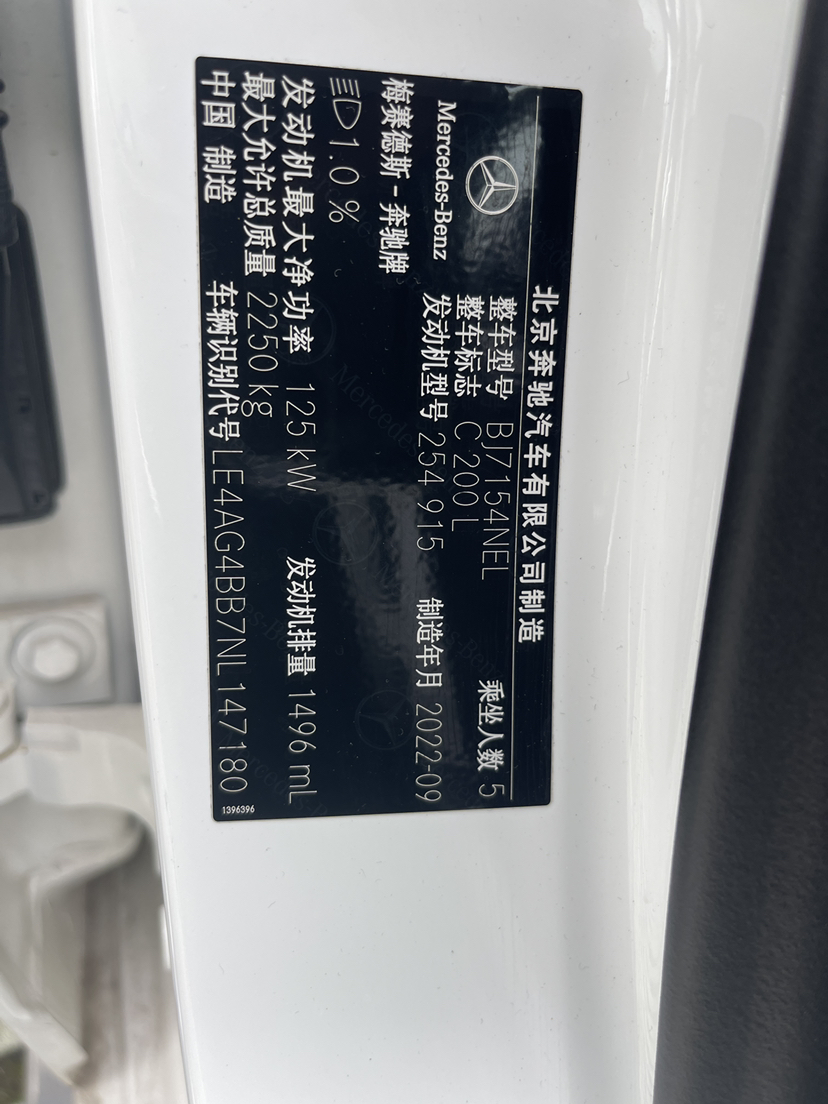 北京奔驰汽车有限公司制造
整车型号 BJ7154NEL 乘坐人数 5
整车标志 C 200 L
Mercedes-Benz 发动机型号 254 915 制造年月 2022-09
梅赛德斯-奔驰牌
1.0 %
发动机最大净功率 125 kW 发动机排量 1496 mL
最大允许总质量 2250 kg
中国 制造 车辆识别代号 LE4AG4BB7NL147180
1396396